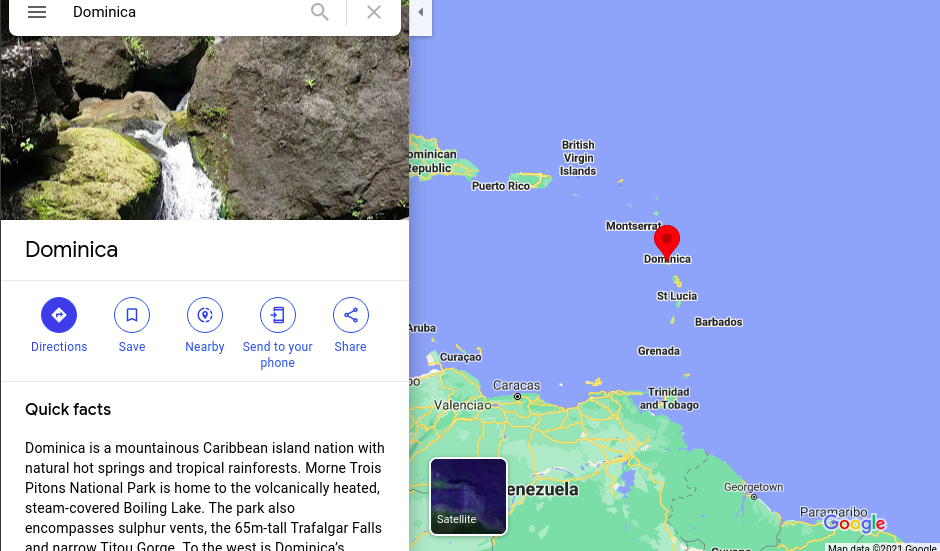 Dominica
Dominica
Directions
Save
Nearby
Send to your
phone
Share
Quick facts
Dominica is a mountainous Caribbean island nation with
natural hot springs and tropical rainforests. Morne Trois
Pitons National Park is home to the volcanically heated,
steam-covered Boiling Lake. The park also
encompasses sulphur vents, the 65m-tall Trafalgar Falls
and narrow Titou Gorge. To the west is Dominica's
British
Virgin
Islands
ominican
Republic
Puerto Rico
Montserrat
Dominica
St Lucia
Barbados
Aruba
Curaçao
Grenada
Caracas
Valencia
Trinidad
and Tobago
enezuela
Georgetown
Paramaribo
Satellite
Google
Map data ©2021 Google